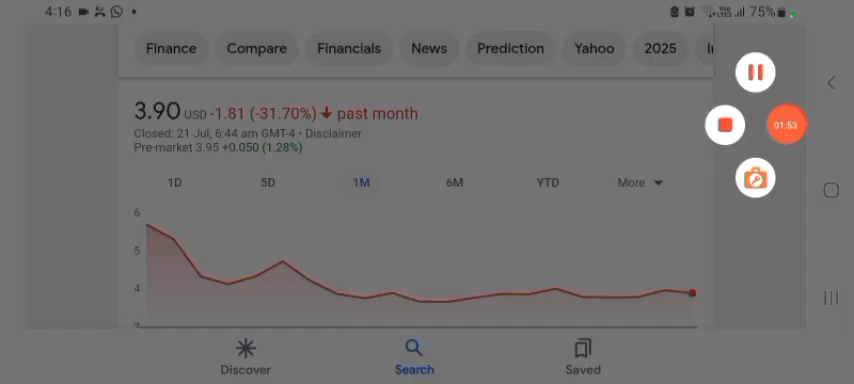 4:16
75%
Finance Compare Financials News Prediction Yahoo 2025
3.90 USD -1.81 (-31.70%) past month
Closed: 21 Jul, 6:44 am GMT-4 • Disclaimer
Pre-market 3.95 +0.050 (1.28%)
1D 5D 1M 6M YTD More
6
5
4
3
01:53
Discover Search Saved